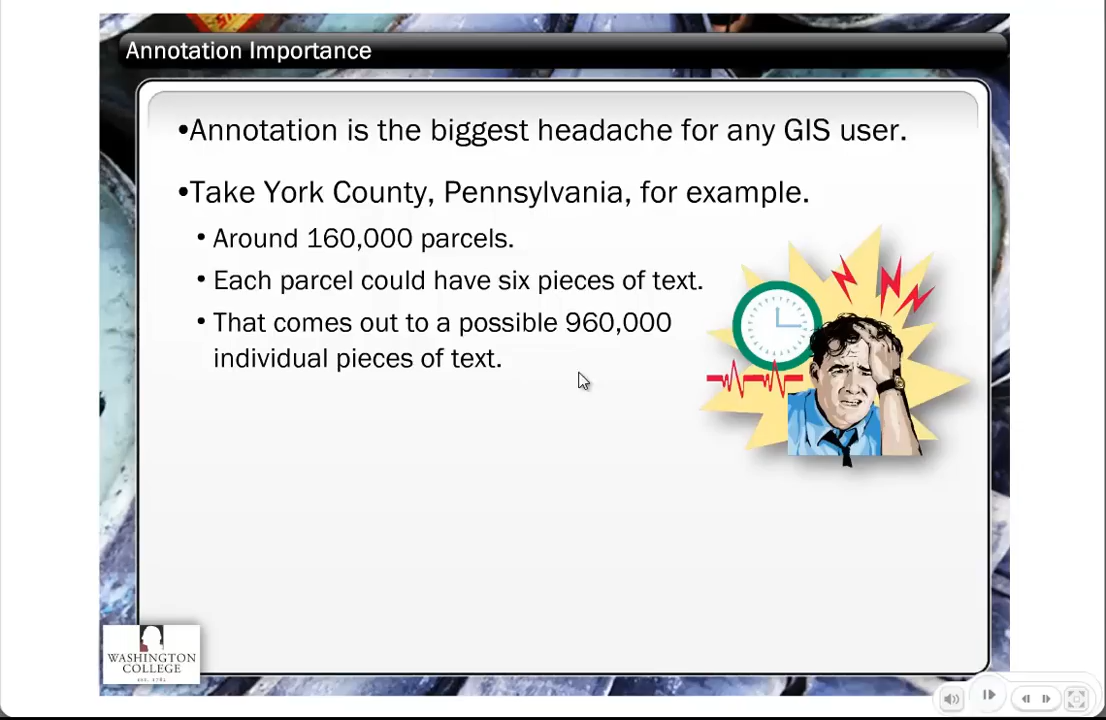 Annotation Importance
•Annotation is the biggest headache for any GIS user.
•Take York County, Pennsylvania, for example.
• Around 160,000 parcels.
• Each parcel could have six pieces of text.
• That comes out to a possible 960,000
individual pieces of text.
WASHINGTON
COLLEGE
EST. 1782